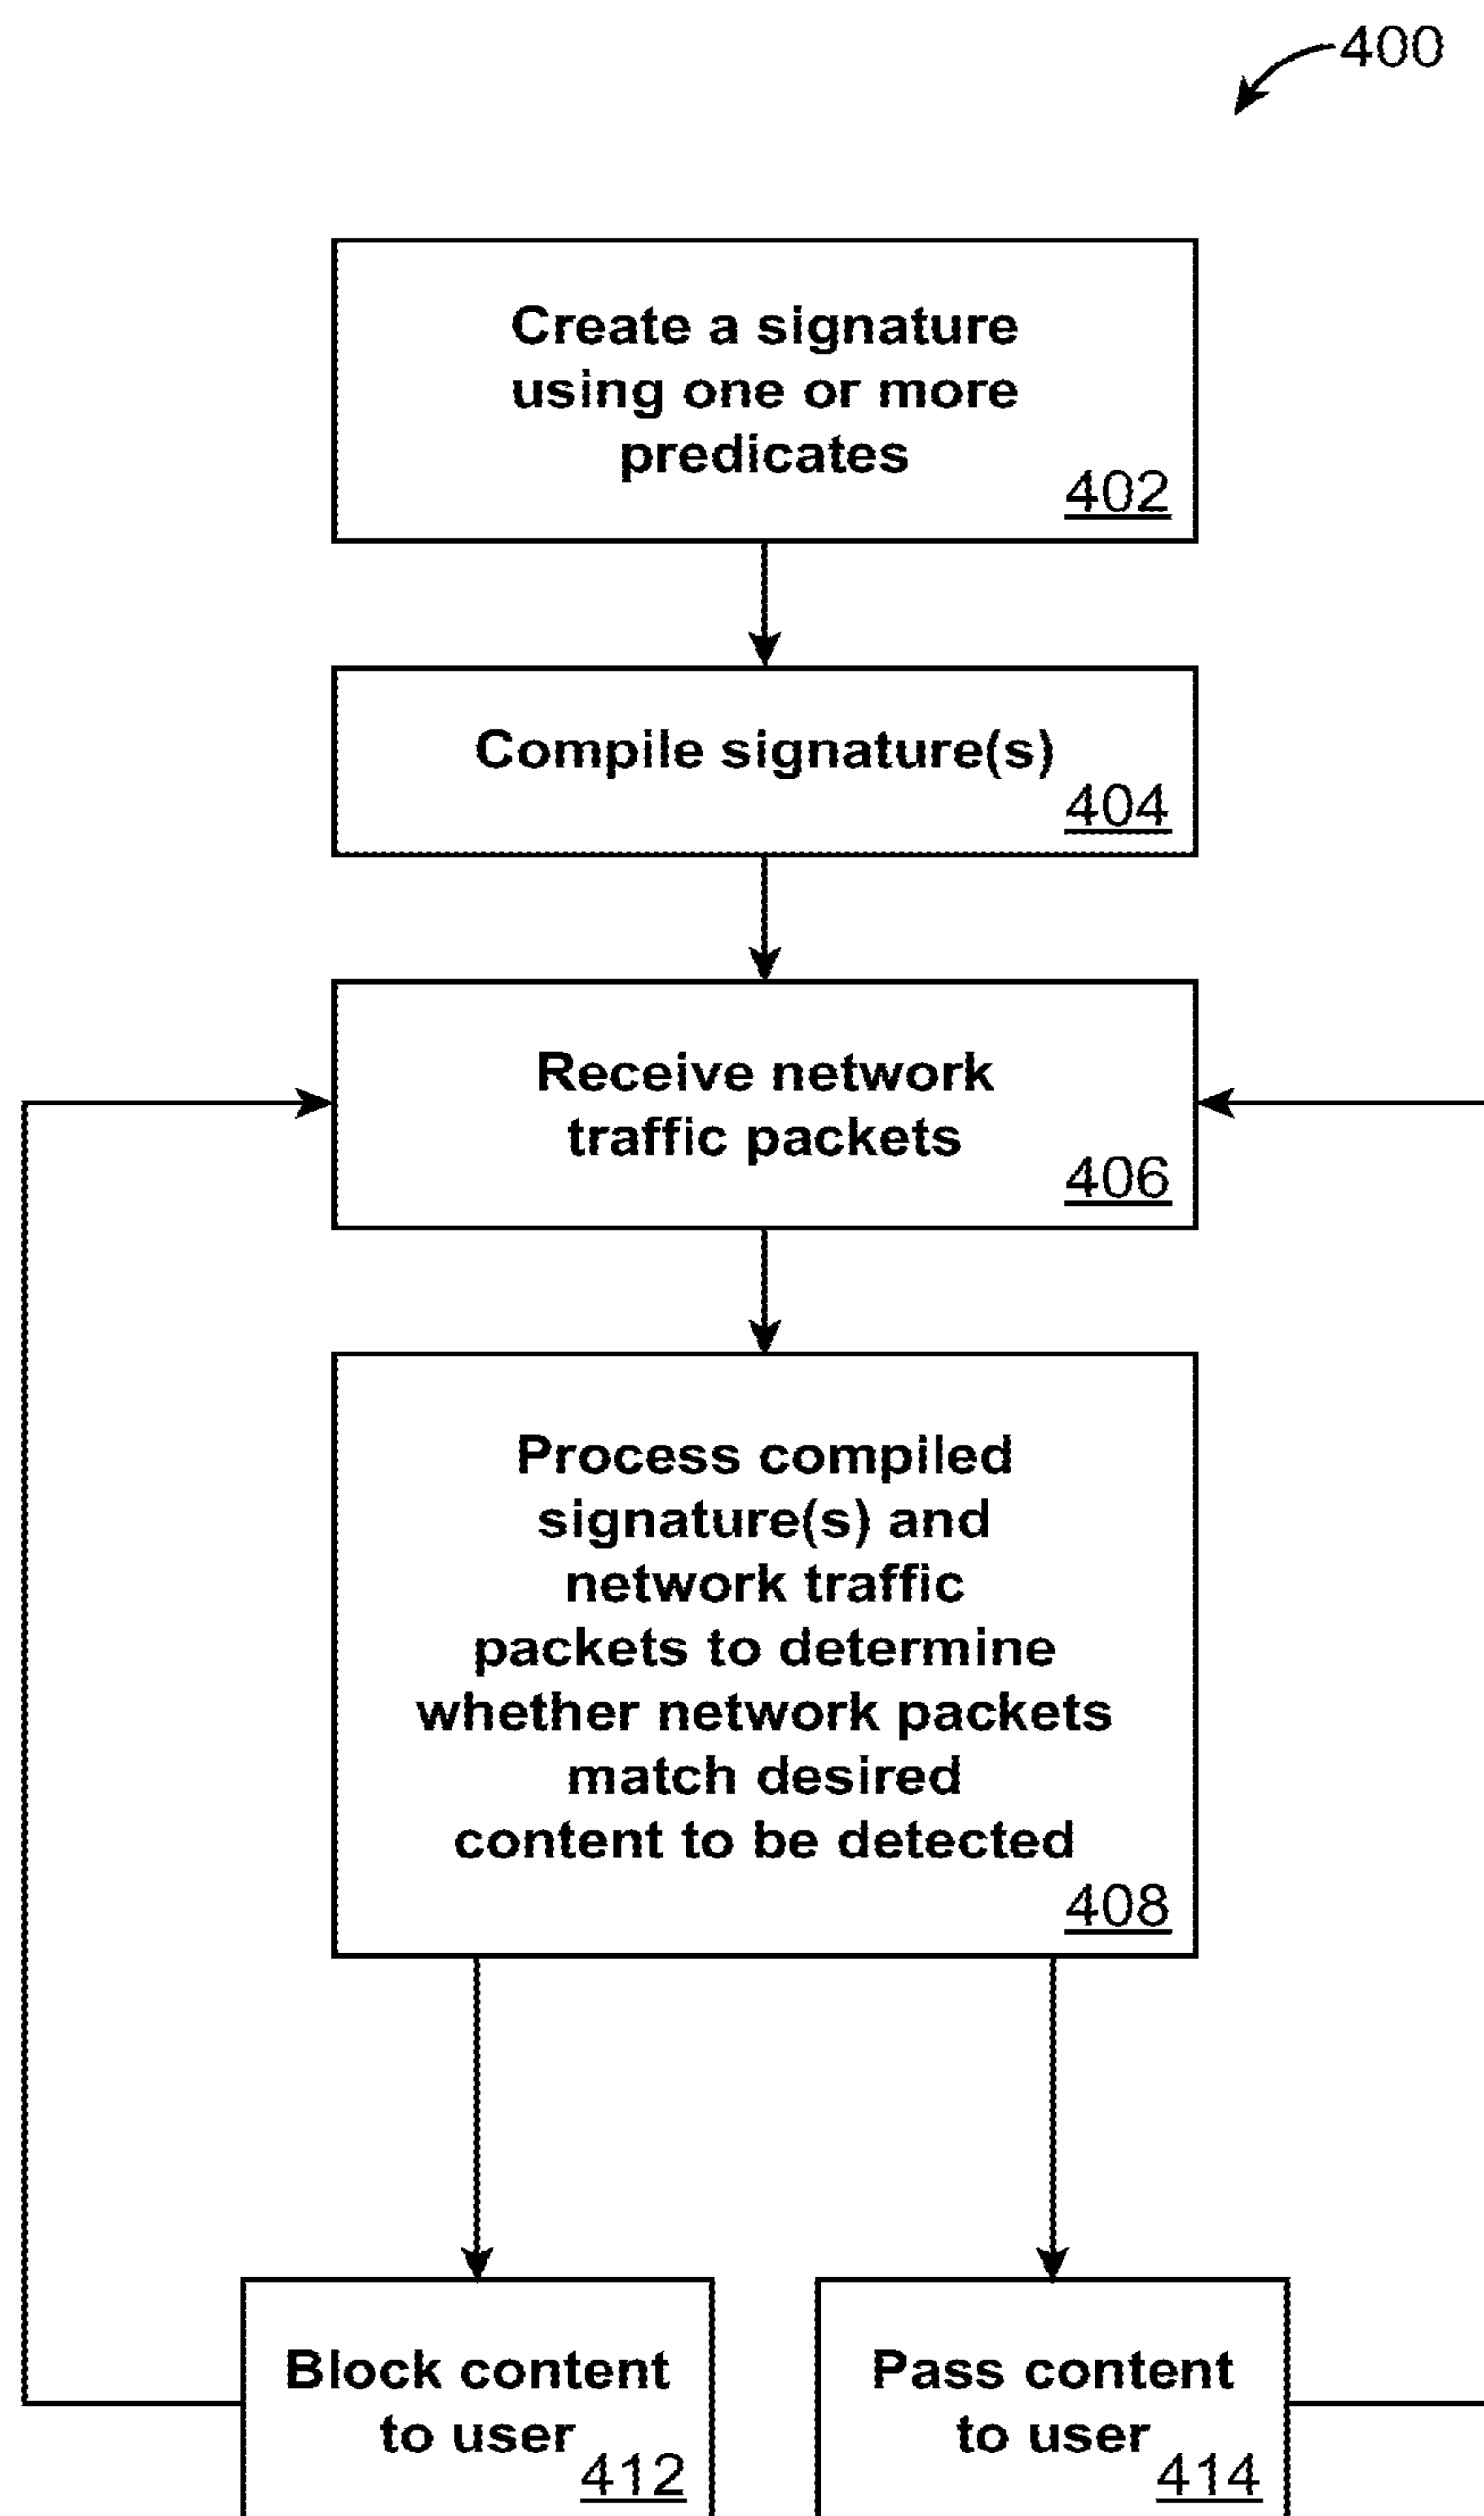 400
Create a signature
using one or more
predicates
402
Compile signature(s)
404
Receive network
traffic packets
406
Process compiled
signature(s) and
network traffic
packets to determine
whether network packets
match desired
content to be detected
408
Block content
to user
412
Pass content
to user
414